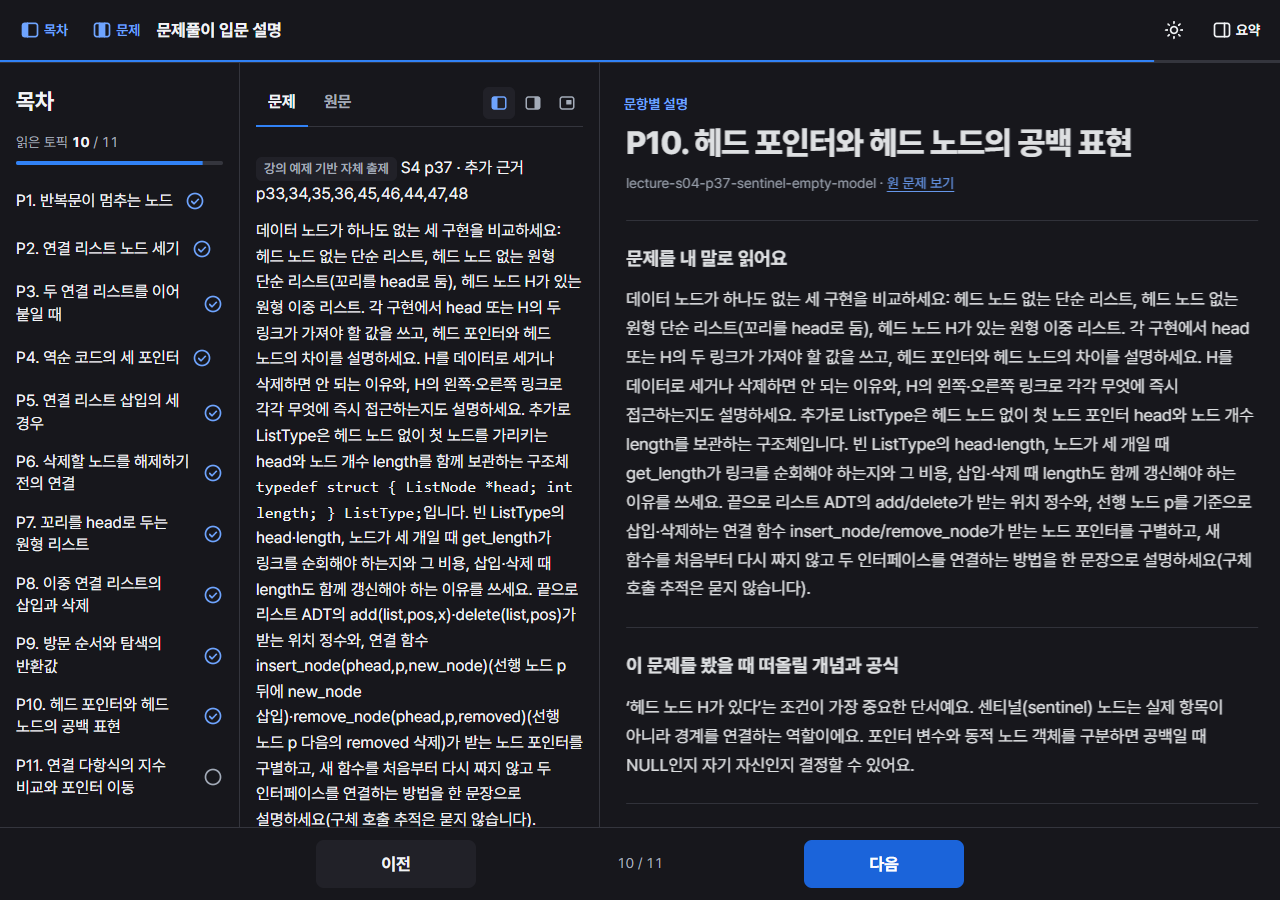 목차
문제
문제풀이 입문 설명
요약
목차
읽은 토픽 10 / 11
P1. 반복문이 멈추는 노드
P2. 연결 리스트 노드 세기
P3. 두 연결 리스트를 이어
붙일 때
P4. 역순 코드의 세 포인터
P5. 연결 리스트 삽입의 세
경우
P6. 삭제할 노드를 해제하기
전의 연결
P7. 꼬리를 head로 두는
원형 리스트
P8. 이중 연결 리스트의
삽입과 삭제
P9. 방문 순서와 탐색의
반환값
P10. 헤드 포인터와 헤드
노드의 공백 표현
P11. 연결 다항식의 지수
비교와 포인터 이동
문제
원문
강의 예제 기반 자체 출제 S4 p37 · 추가 근거
p33,34,35,36,45,46,44,47,48
데이터 노드가 하나도 없는 세 구현을 비교하세요:
헤드 노드 없는 단순 리스트, 헤드 노드 없는 원형
단순 리스트(꼬리를 head로 둠), 헤드 노드 H가 있는
원형 이중 리스트. 각 구현에서 head 또는 H의 두
링크가 가져야 할 값을 쓰고, 헤드 포인터와 헤드
노드의 차이를 설명하세요. H를 데이터로 세거나
삭제하면 안 되는 이유와, H의 왼쪽·오른쪽 링크로
각각 무엇에 즉시 접근하는지도 설명하세요. 추가로
ListType은 헤드 노드 없이 첫 노드를 가리키는
head와 노드 개수 length를 함께 보관하는 구조체
typedef struct { ListNode *head; int
length; } ListType;입니다. 빈 ListType의
head·length, 노드가 세 개일 때 get_length가
링크를 순회해야 하는지와 그 비용, 삽입·삭제 때
length도 함께 갱신해야 하는 이유를 쓰세요. 끝으로
리스트 ADT의 add(list,pos,x)·delete(list,pos)가
받는 위치 정수와, 연결 함수
insert_node(phead,p,new_node)(선행 노드 p
뒤에 new_node
삽입)·remove_node(phead,p,removed)(선행
노드 p 다음의 removed 삭제)가 받는 노드 포인터를
구별하고, 새 함수를 처음부터 다시 짜지 않고 두
인터페이스를 연결하는 방법을 한 문장으로
설명하세요(구체 호출 추적은 묻지 않습니다).
문항별 설명
P10. 헤드 포인터와 헤드 노드의 공백 표현
lecture-s04-p37-sentinel-empty-model · 원 문제 보기
문제를 내 말로 읽어요
데이터 노드가 하나도 없는 세 구현을 비교하세요: 헤드 노드 없는 단순 리스트, 헤드 노드 없는
원형 단순 리스트(꼬리를 head로 둠), 헤드 노드 H가 있는 원형 이중 리스트. 각 구현에서 head
또는 H의 두 링크가 가져야 할 값을 쓰고, 헤드 포인터와 헤드 노드의 차이를 설명하세요. H를
데이터로 세거나 삭제하면 안 되는 이유와, H의 왼쪽·오른쪽 링크로 각각 무엇에 즉시
접근하는지도 설명하세요. 추가로 ListType은 헤드 노드 없이 첫 노드 포인터 head와 노드 개수
length를 보관하는 구조체입니다. 빈 ListType의 head·length, 노드가 세 개일 때
get_length가 링크를 순회해야 하는지와 그 비용, 삽입·삭제 때 length도 함께 갱신해야 하는
이유를 쓰세요. 끝으로 리스트 ADT의 add/delete가 받는 위치 정수와, 선행 노드 p를 기준으로
삽입·삭제하는 연결 함수 insert_node/remove_node가 받는 노드 포인터를 구별하고, 새
함수를 처음부터 다시 짜지 않고 두 인터페이스를 연결하는 방법을 한 문장으로 설명하세요(구체
호출 추적은 묻지 않습니다).
이 문제를 봤을 때 떠올릴 개념과 공식
‘헤드 노드 H가 있다’는 조건이 가장 중요한 단서예요. 센티널(sentinel) 노드는 실제 항목이
아니라 경계를 연결하는 역할이에요. 포인터 변수와 동적 노드 객체를 구분하면 공백일 때
NULL인지 자기 자신인지 결정할 수 있어요.
이전
10 / 11
다음